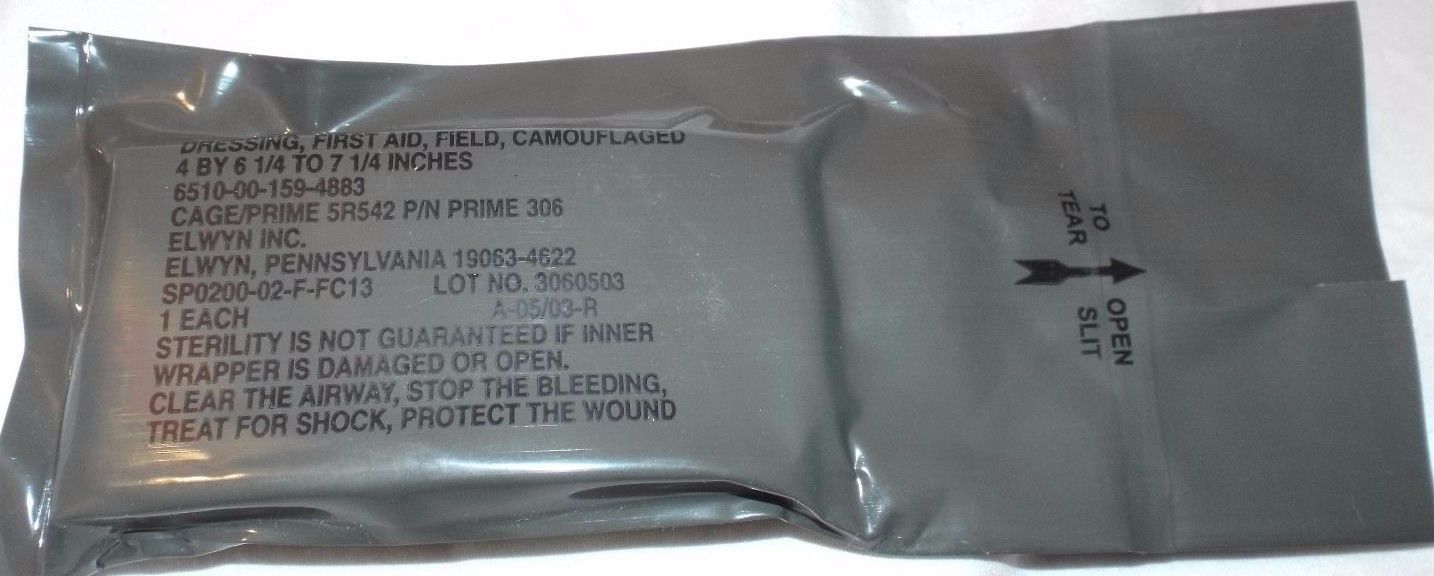 DRESSING, FIRST AID, FIELD, CAMOUFLAGED
4 BY 6 1/4 TO 7 1/4 INCHES
6510-00-159-4883
CAGE/PRIME 5R542 P/N PRIME 306
ELWYN INC.
ELWYN, PENNSYLVANIA 19063-4622
SP0200-02-F-FC13 LOT NO. 3060503
1 EACH A-05/03-R
STERILITY IS NOT GUARANTEED IF INNER
WRAPPER IS DAMAGED OR OPEN.
CLEAR THE AIRWAY, STOP THE BLEEDING,
TREAT FOR SHOCK, PROTECT THE WOUND
TO OPEN
TEAR SLIT